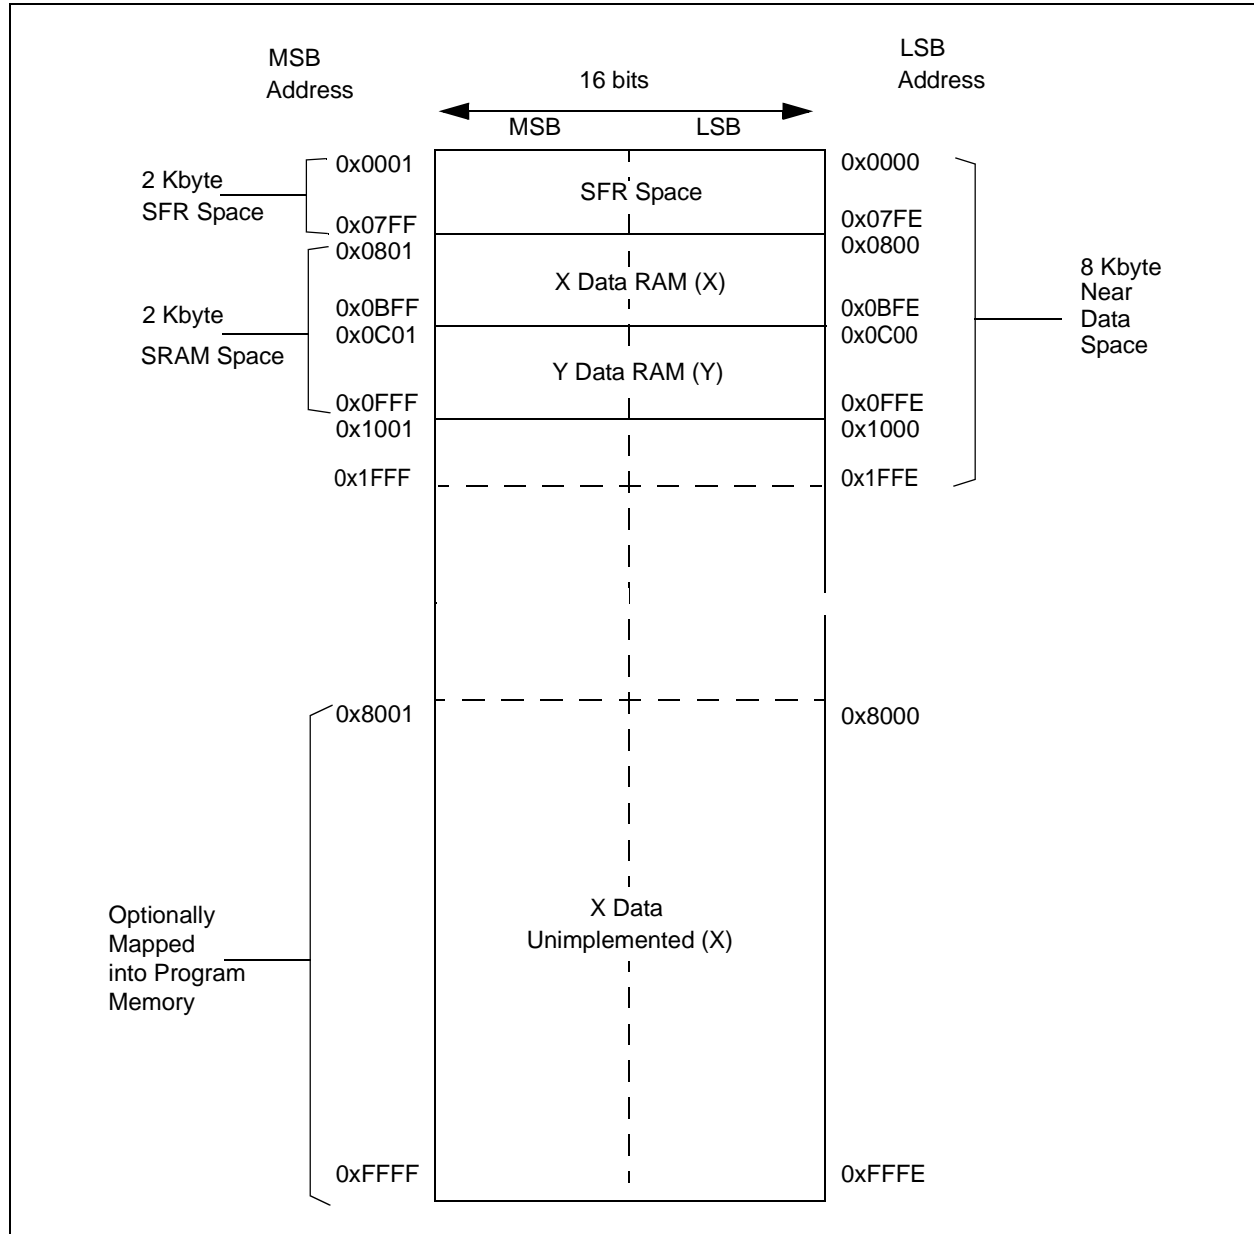 MSB
Address
LSB
Address
16 bits
MSB LSB
0x0001
0x0000
2 Kbyte
SFR Space
SFR Space
0x07FF
0x07FE
0x0801
0x0800
X Data RAM (X)
2 Kbyte
SRAM Space
0x0BFF
0x0BFE
0x0C01
0x0C00
Y Data RAM (Y)
8 Kbyte
Near
Data
Space
0x0FFF
0x0FFE
0x1001
0x1000
0x1FFF
0x1FFE
0x8001
0x8000
Optionally
Mapped
into Program
Memory
X Data
Unimplemented (X)
0xFFFF
0xFFFE